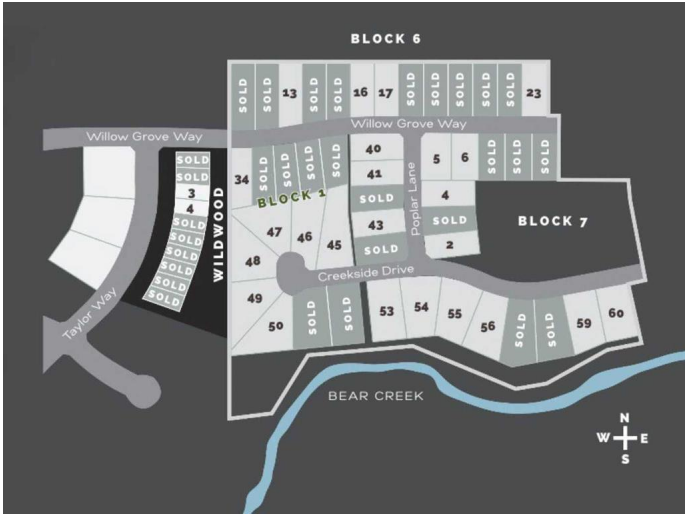 BLOCK 6
SOLD
SOLD
13
SOLD
SOLD
16
17
SOLD
SOLD
SOLD
SOLD
SOLD
23
Willow Grove Way
Willow Grove Way
SOLD
SOLD
3
4
SOLD
SOLD
SOLD
SOLD
SOLD
WILDWOOD
34
SOLD
SOLD
SOLD
SOLD
BLOCK 1
40
41
SOLD
43
SOLD
Poplar Lane
5
6
SOLD
SOLD
SOLD
4
SOLD
2
BLOCK 7
47
46
45
48
49
50
SOLD
SOLD
Creekside Drive
53
54
55
56
SOLD
SOLD
59
60
Taylor Way
BEAR CREEK
N
W E
S